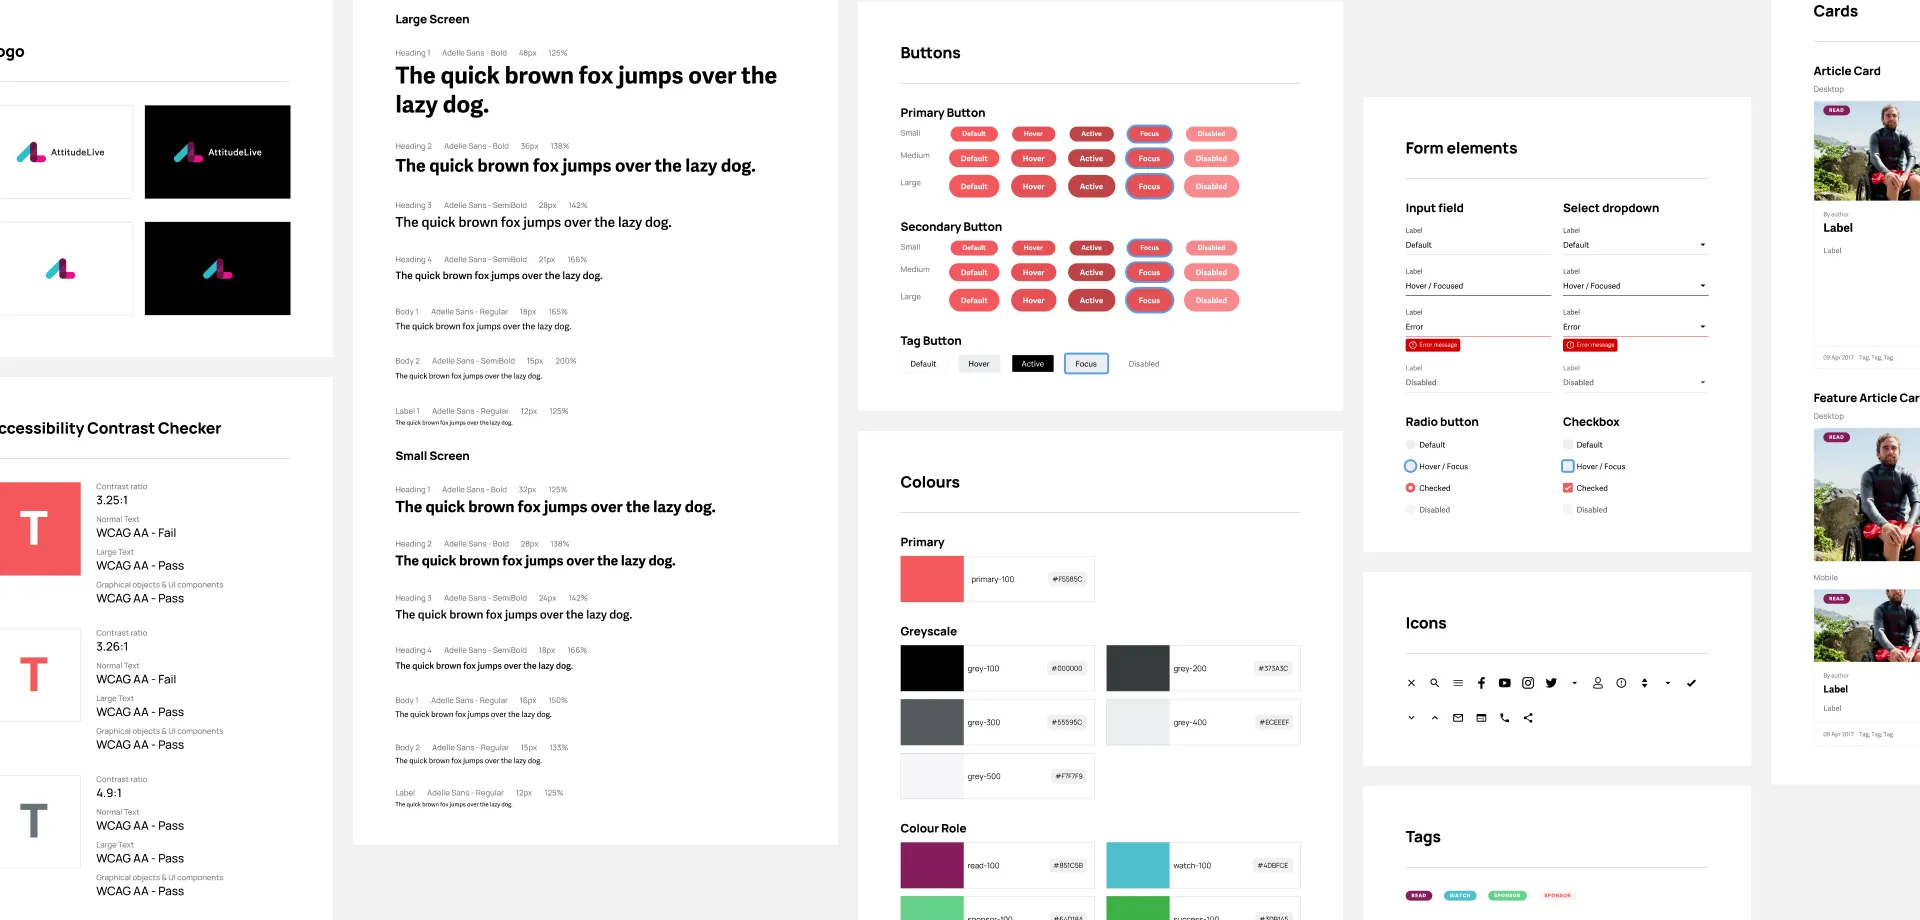 ogo
AttitudeLive
AttitudeLive
ccessibility Contrast Checker
T
Contrast ratio
3.25:1
Normal Text
WCAG AA - Fail
Large Text
WCAG AA - Pass
Graphical objects & UI components
WCAG AA - Pass
T
Contrast ratio
3.26:1
Normal Text
WCAG AA - Fail
Large Text
WCAG AA - Pass
Graphical objects & UI components
WCAG AA - Pass
T
Contrast ratio
4.9:1
Normal Text
WCAG AA - Pass
Large Text
WCAG AA - Pass
Graphical objects & UI components
WCAG AA - Pass
Large Screen
Heading 1 Adelle Sans - Bold 48px 125%
The quick brown fox jumps over the
lazy dog.
Heading 2 Adelle Sans - Bold 36px 138%
The quick brown fox jumps over the lazy dog.
Heading 3 Adelle Sans - SemiBold 28px 142%
The quick brown fox jumps over the lazy dog.
Heading 4 Adelle Sans - SemiBold 21px 166%
The quick brown fox jumps over the lazy dog.
Body 1 Adelle Sans - Regular 18px 165%
The quick brown fox jumps over the lazy dog.
Body 2 Adelle Sans - SemiBold 15px 200%
The quick brown fox jumps over the lazy dog.
Label 1 Adelle Sans - Regular 12px 125%
The quick brown fox jumps over the lazy dog.
Small Screen
Heading 1 Adelle Sans - Bold 32px 125%
The quick brown fox jumps over the lazy dog.
Heading 2 Adelle Sans - Bold 28px 138%
The quick brown fox jumps over the lazy dog.
Heading 3 Adelle Sans - SemiBold 24px 142%
The quick brown fox jumps over the lazy dog.
Heading 4 Adelle Sans - SemiBold 18px 166%
The quick brown fox jumps over the lazy dog.
Body 1 Adelle Sans - Regular 16px 150%
The quick brown fox jumps over the lazy dog.
Body 2 Adelle Sans - Regular 15px 133%
The quick brown fox jumps over the lazy dog.
Label Adelle Sans - Regular 12px 125%
The quick brown fox jumps over the lazy dog.
Buttons
Primary Button
Small Default Hover Active Focus Disabled
Medium Default Hover Active Focus Disabled
Large Default Hover Active Focus Disabled
Secondary Button
Small Default Hover Active Focus Disabled
Medium Default Hover Active Focus Disabled
Large Default Hover Active Focus Disabled
Tag Button
Default Hover Active Focus Disabled
Colours
Primary
primary-100 #F5585C
Greyscale
grey-100 #000000 grey-200 #373A3C
grey-300 #55595C grey-400 #ECEEEF
grey-500 #F7F7F9
Colour Role
read-100 #851C5B watch-100 #4DBFCE
sponsor-100 success-100
Form elements
Input field
Label
Default
Label
Hover / Focused
Label
Error
Error message
Label
Disabled
Select dropdown
Label
Default
Label
Hover / Focused
Label
Error
Error message
Label
Disabled
Radio button
Default
Hover / Focus
Checked
Disabled
Checkbox
Default
Hover / Focus
Checked
Disabled
Icons
Tags
READ WATCH SPONSOR SPONSOR
Cards
Article Card
Desktop
READ
By author
Label
Label
09 Apr 2017 Tag, Tag, Tag
Feature Article Car
Desktop
READ
Mobile
READ
By author
Label
Label
09 Apr 2017 Tag, Tag, Tag